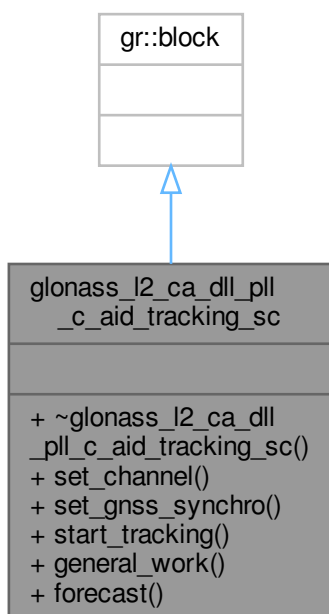 gr::block
glonass_l2_ca_dll_pll
_c_aid_tracking_sc
+ ~glonass_l2_ca_dll
_pll_c_aid_tracking_sc()
+ set_channel()
+ set_gnss_synchro()
+ start_tracking()
+ general_work()
+ forecast()